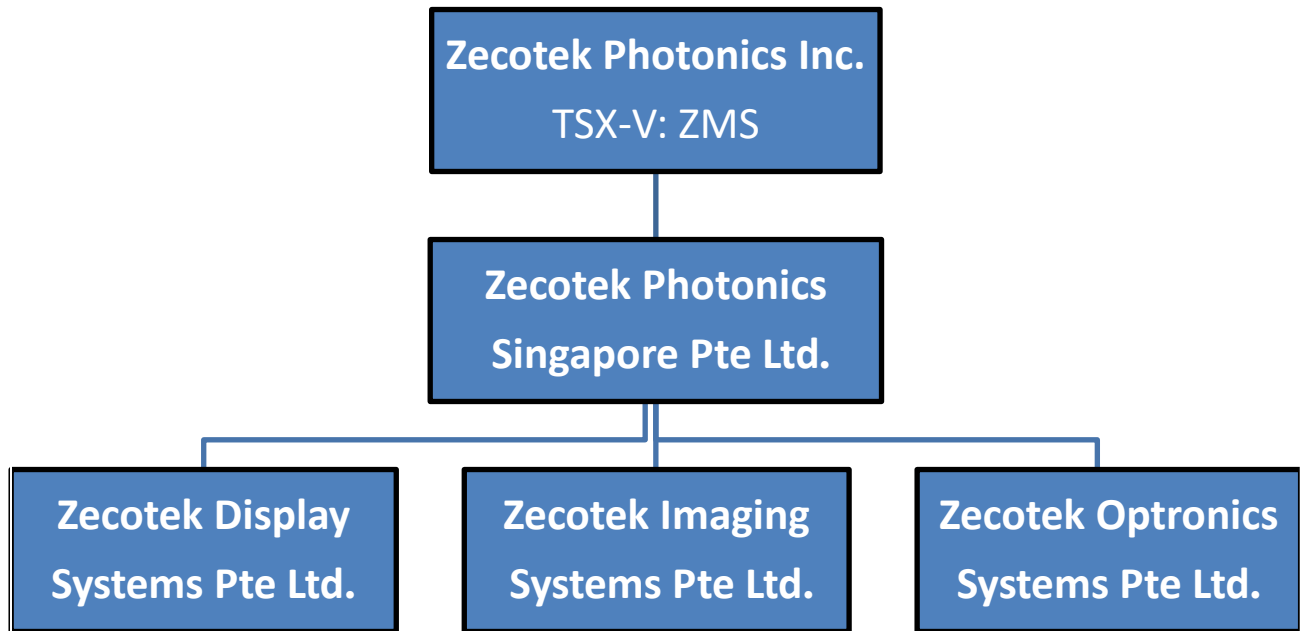 Zecotek Photonics Inc.
TSX-V: ZMS
Zecotek Photonics
Singapore Pte Ltd.
Zecotek Display
Systems Pte Ltd.
Zecotek Imaging
Systems Pte Ltd.
Zecotek Optronics
Systems Pte Ltd.